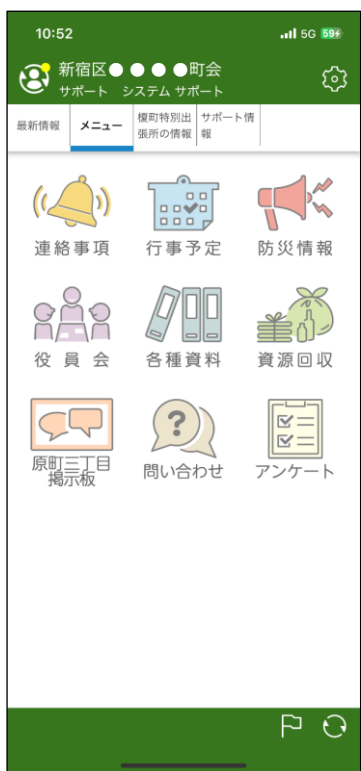 10:52
5G 59
新宿区●●●●町会
サポート システム サポート
最新情報
メニュー
榎町特別出
張所の情報
サポート情
報
連絡事項
行事予定
防災情報
役員会
各種資料
資源回収
原町三丁目
掲示板
問い合わせ
アンケート